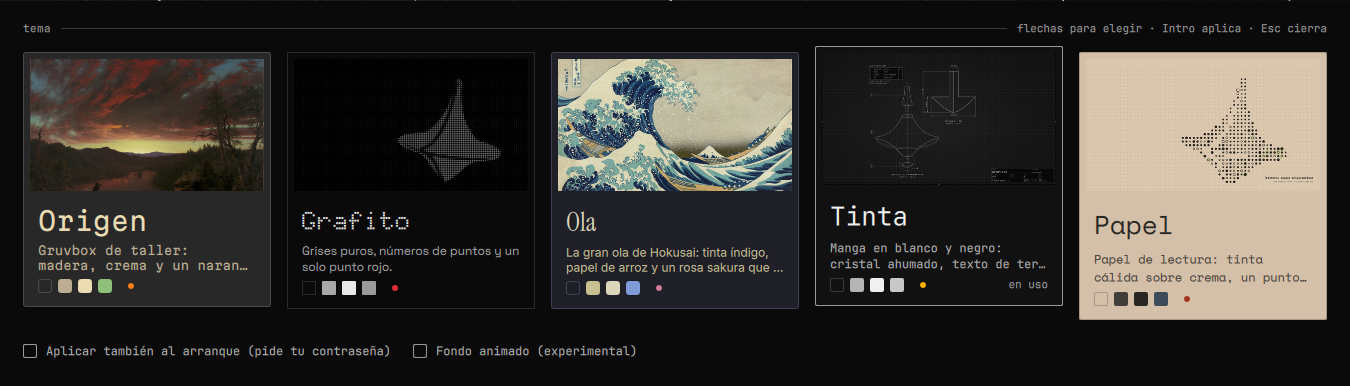 tema
flechas para elegir · Intro aplica · Esc cierra
Origen
Gruvbox de taller:
madera, crema y un naran…
Grafito
Grises puros, números de puntos y un
solo punto rojo.
Ola
La gran ola de Hokusai: tinta índigo,
papel de arroz y un rosa sakura que ...
Tinta
Manga en blanco y negro:
cristal ahumado, texto de ter…
en uso
Papel
Papel de lectura: tinta
cálida sobre crema, un punto…
Aplicar también al arranque (pide tu contraseña)
Fondo animado (experimental)